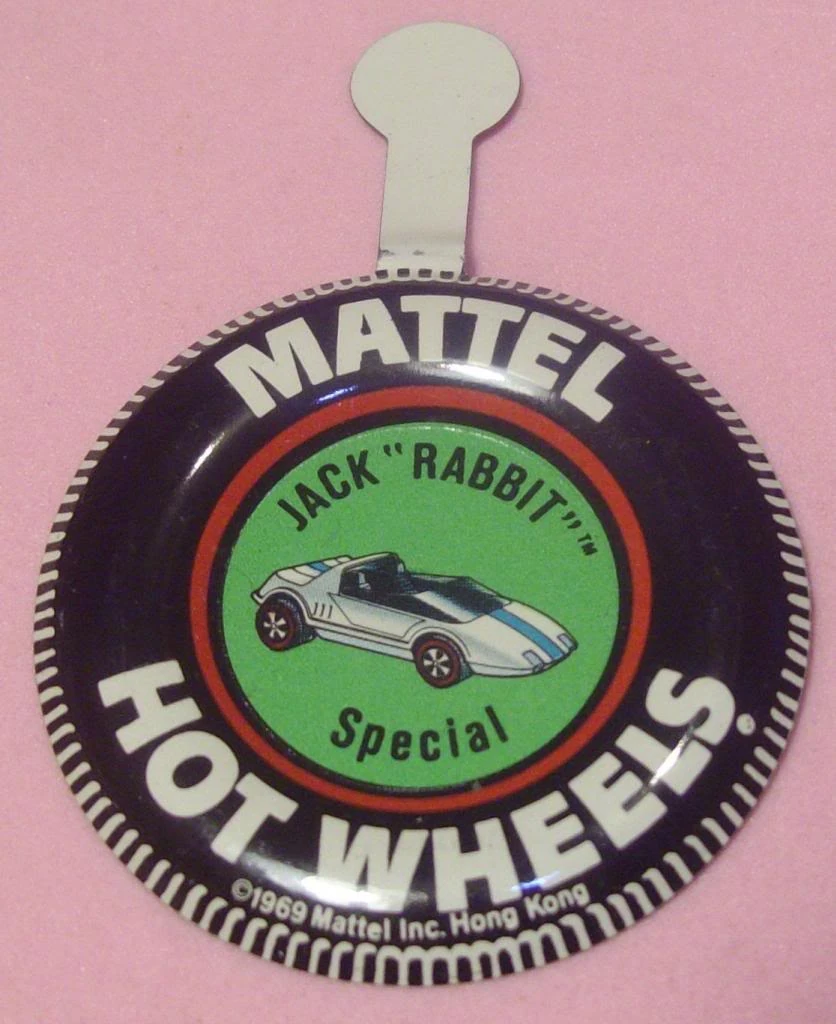 MATTEL
JACK "RABBIT"™
Special
HOT WHEELS®
©1969 Mattel Inc. Hong Kong